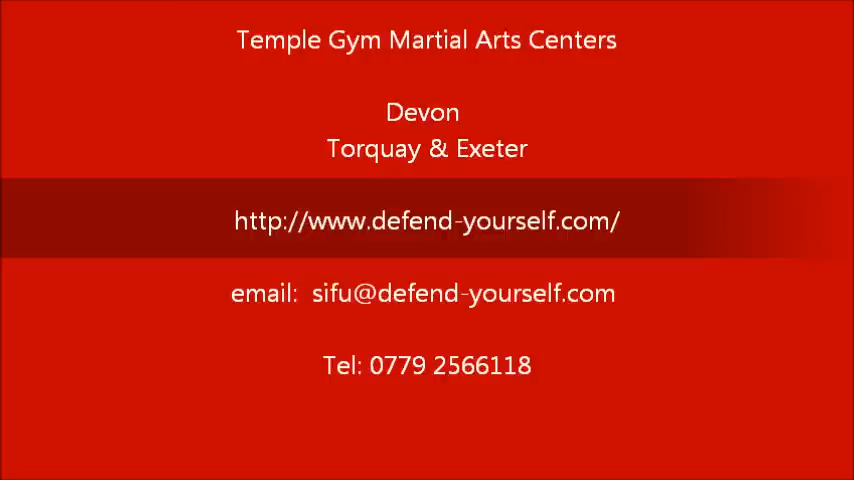 Temple Gym Martial Arts Centers
Devon
Torquay & Exeter
http://www.defend-yourself.com/
email: sifu@defend-yourself.com
Tel: 0779 2566118